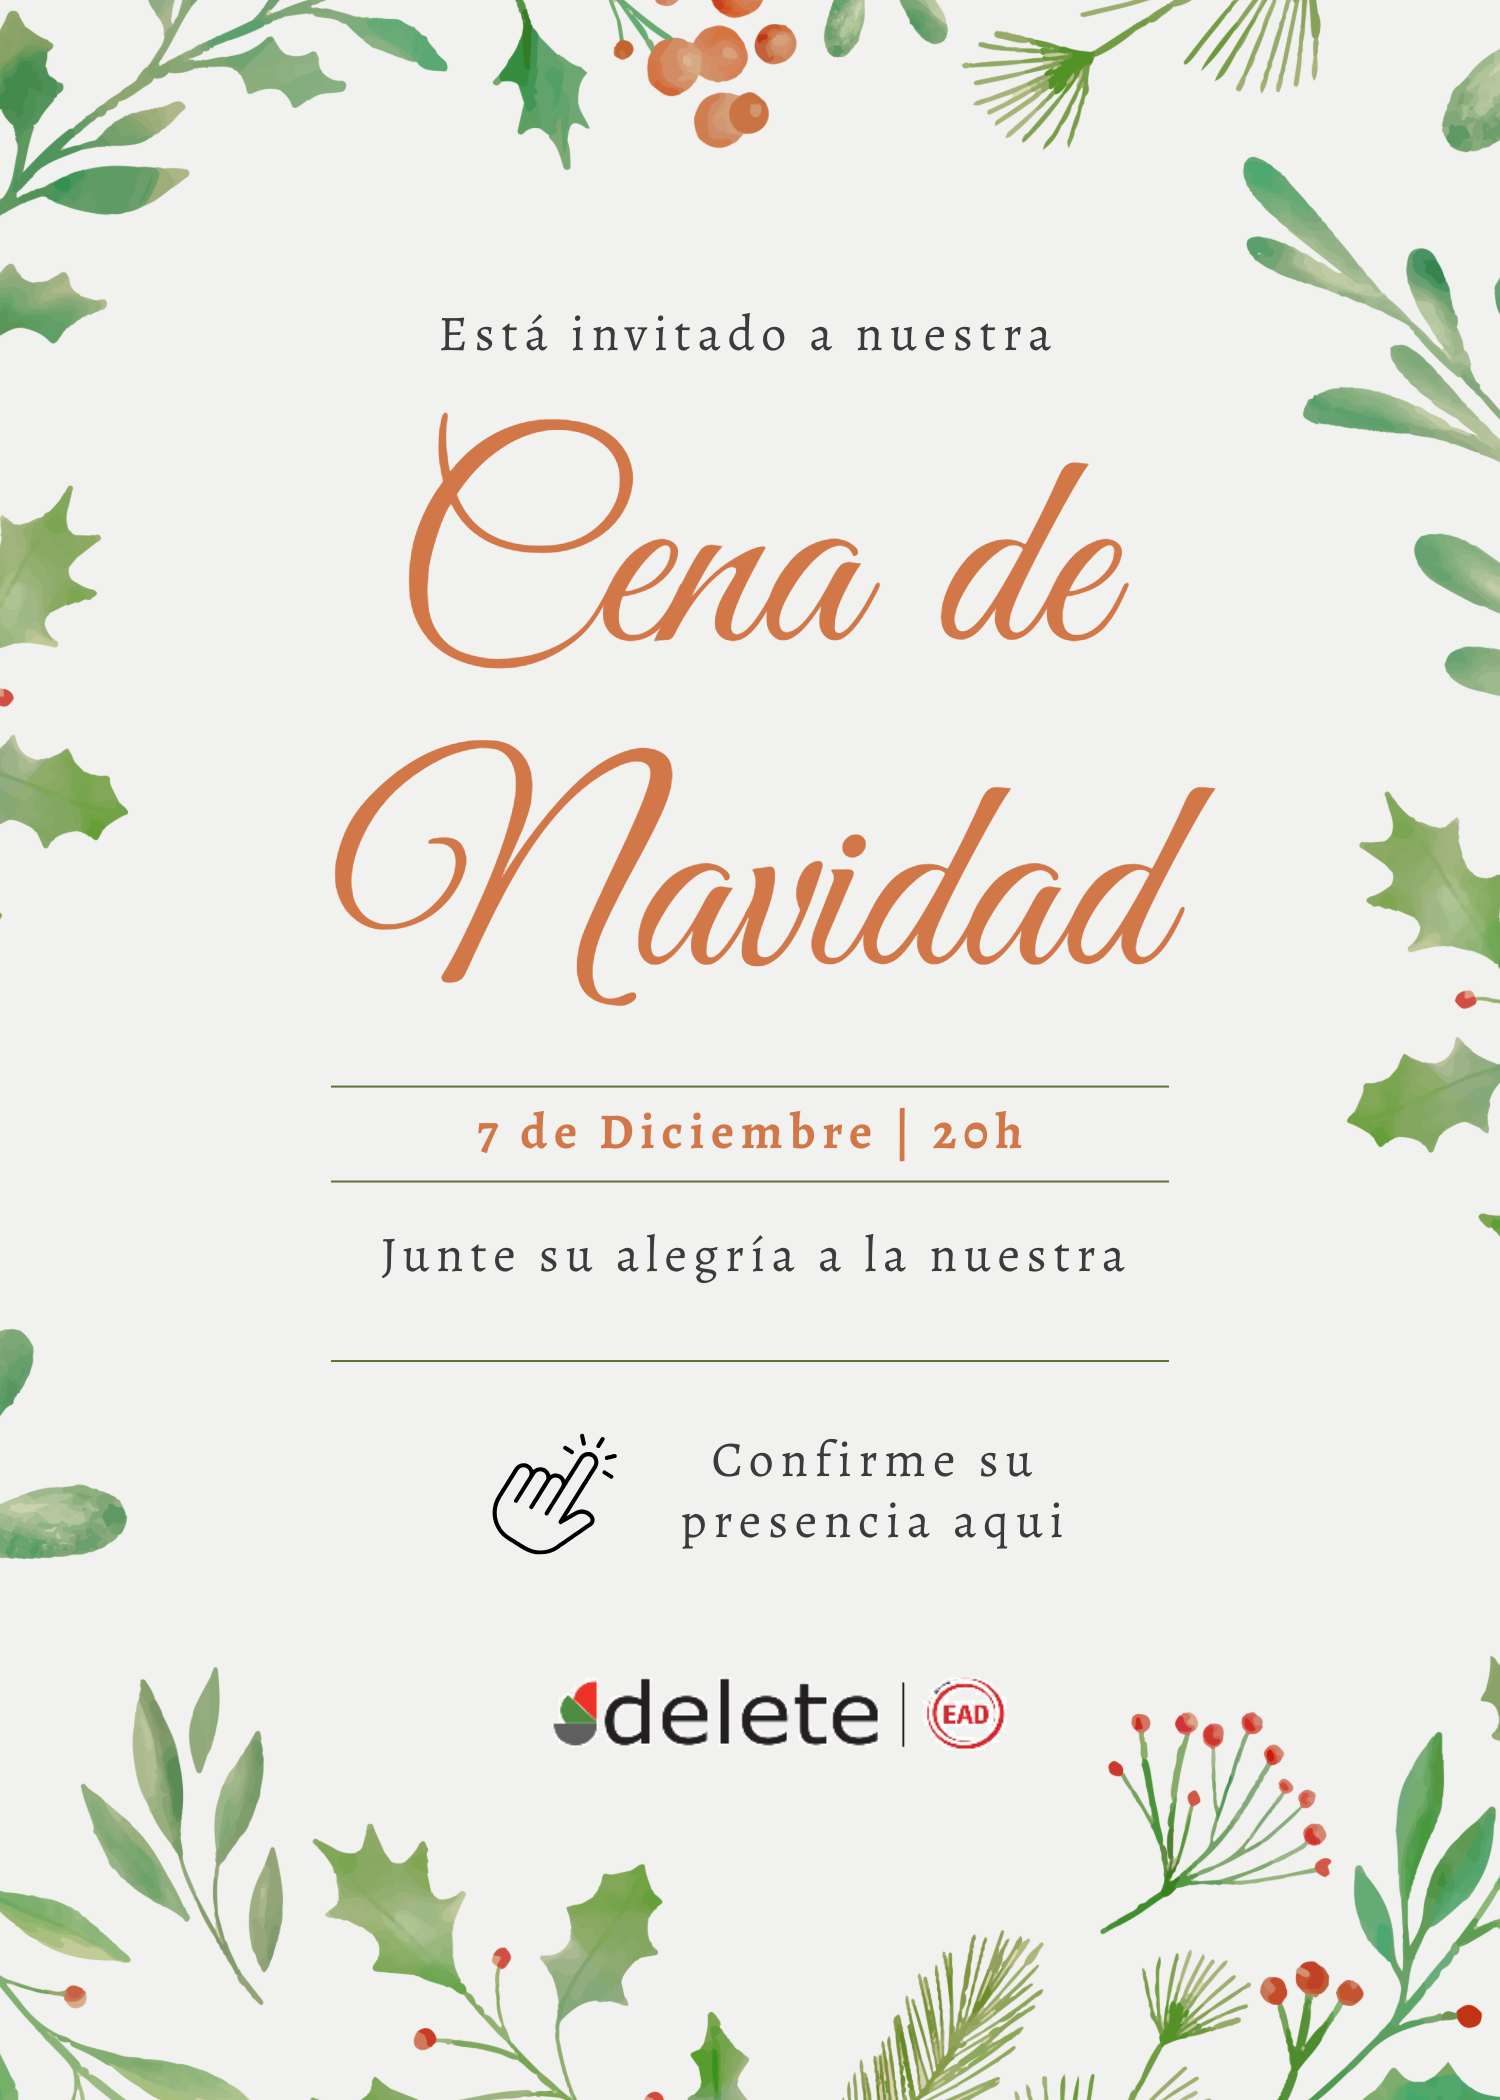 Está invitado a nuestra
Cena de
Navidad
7 de Diciembre | 20h
Junte su alegría a la nuestra
Confirme su
presencia aqui
delete | EAD